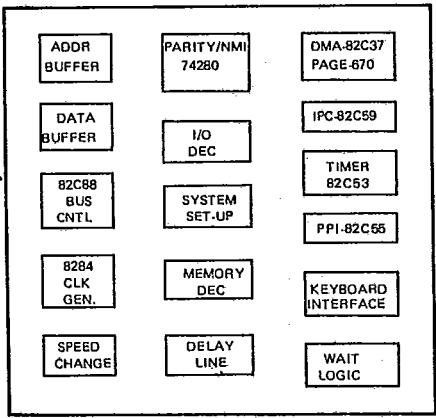 ADDR
BUFFER
DATA
BUFFER
82C88
BUS
CNTL
8284
CLK
GEN.
SPEED
CHANGE
PARITY/NMI
74280
I/O
DEC
SYSTEM
SET-UP
MEMORY
DEC
DELAY
LINE
DMA-82C37
PAGE-670
IPC-82C59
TIMER
82C53
PPI-82C55
KEYBOARD
INTERFACE
WAIT
LOGIC